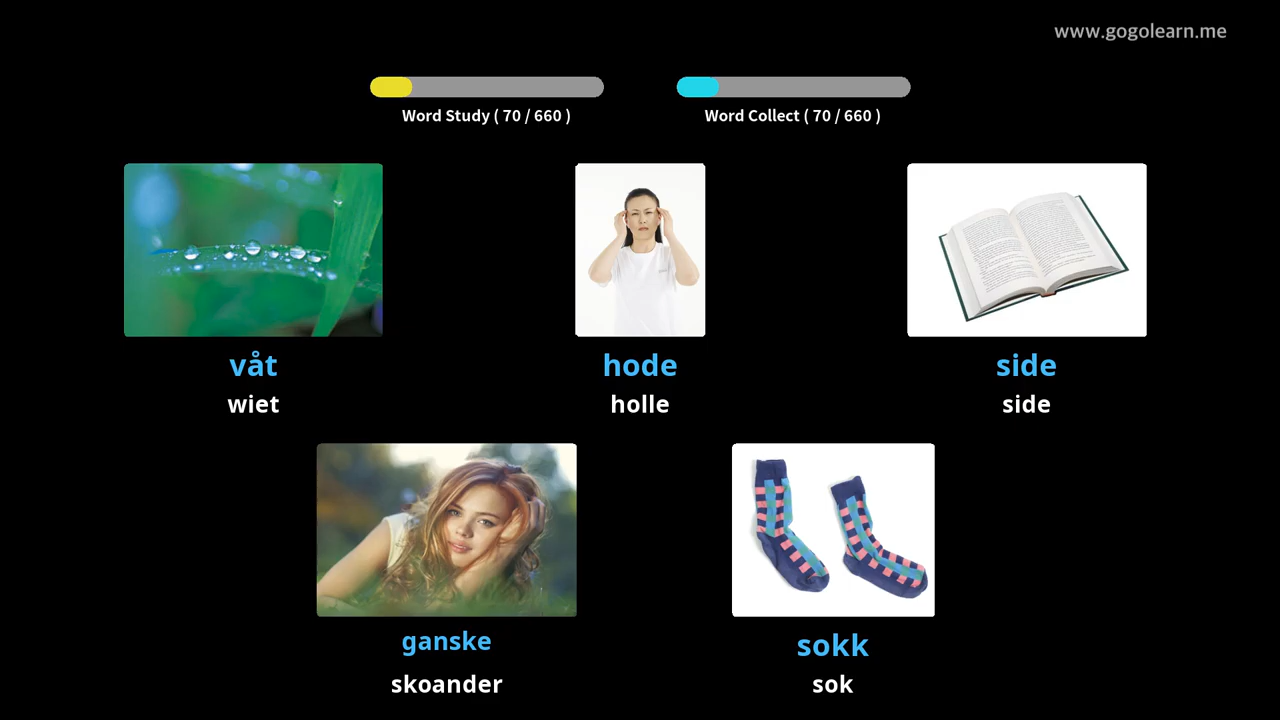 www.gogolearn.me
Word Study ( 70 / 660 )
Word Collect ( 70 / 660 )
våt
wiet
hode
holle
side
side
ganske
skoander
sokk
sok